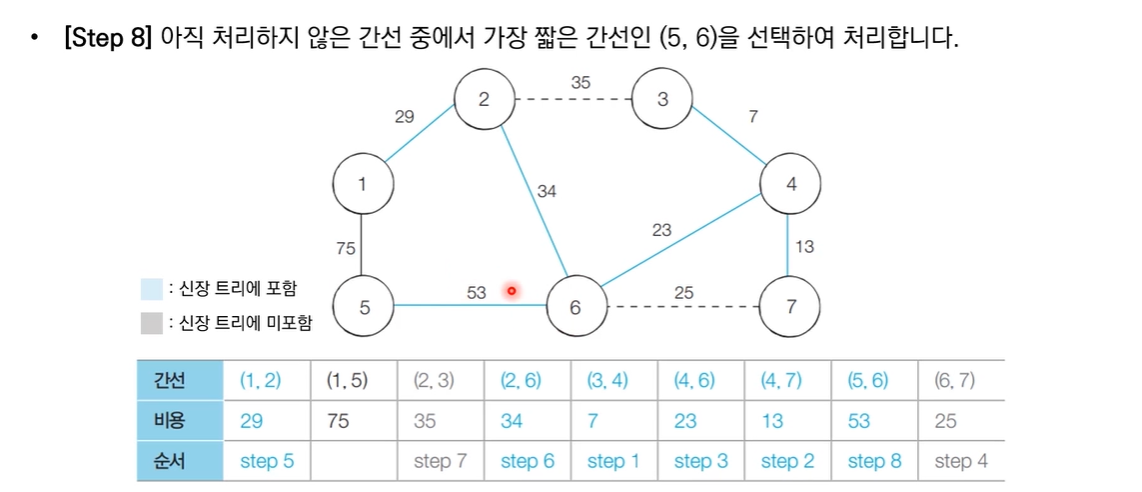 • [Step 8] 아직 처리하지 않은 간선 중에서 가장 짧은 간선인 (5, 6)을 선택하여 처리합니다.
35
2
3
29
7
1
34
4
23
75
13
53
25
5
6
7
: 신장 트리에 포함
: 신장 트리에 미포함
간선 (1, 2) (1, 5) (2, 3) (2, 6) (3, 4) (4, 6) (4, 7) (5, 6) (6, 7)
비용 29 75 35 34 7 23 13 53 25
순서 step 5 step 7 step 6 step 1 step 3 step 2 step 8 step 4